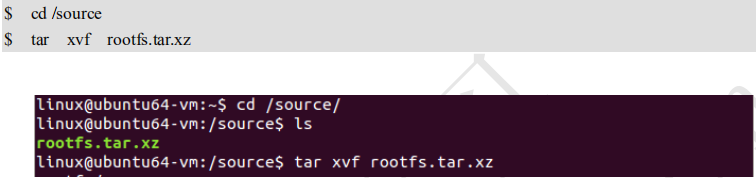 $ cd /source
$ tar xvf rootfs.tar.xz
linux@ubuntu64-vm:~$ cd /source/
linux@ubuntu64-vm:/source$ ls
rootfs.tar.xz
linux@ubuntu64-vm:/source$ tar xvf rootfs.tar.xz